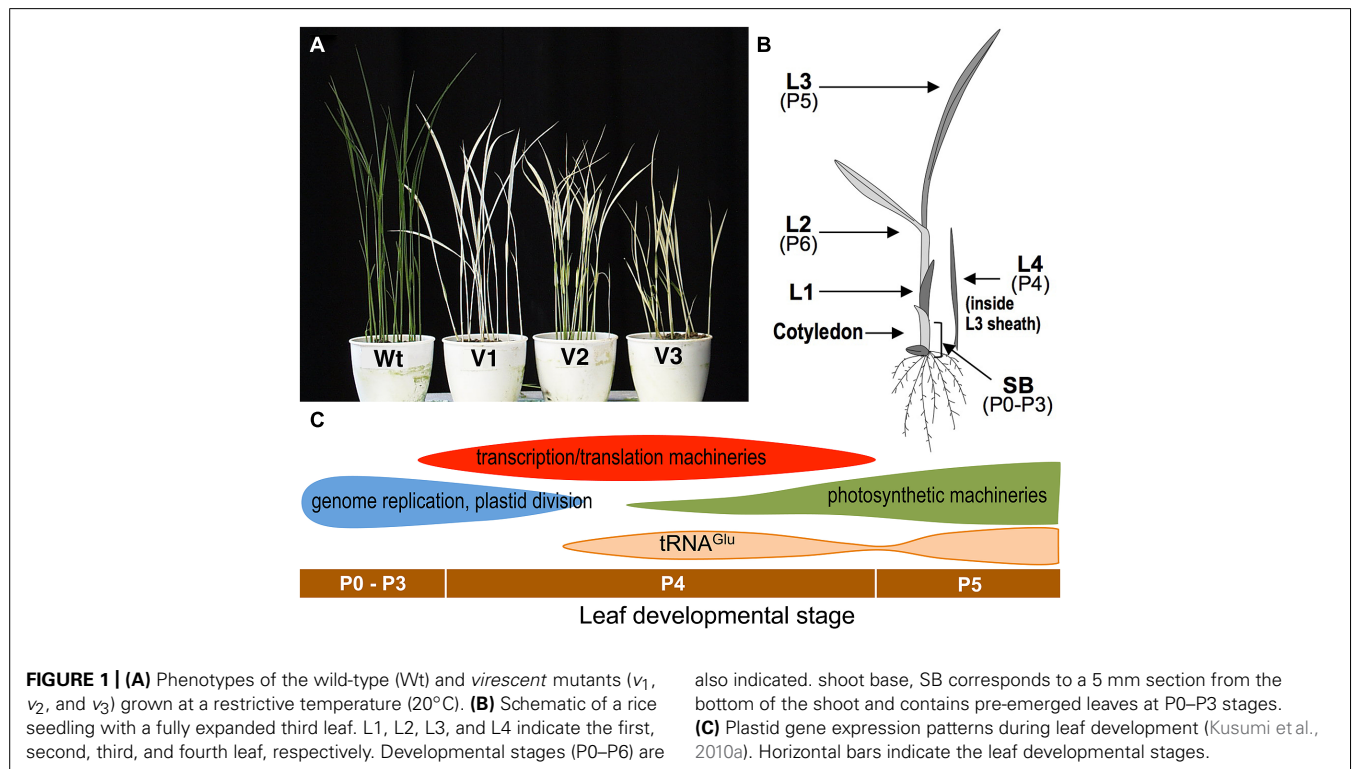 A
Wt
V1
V2
V3
B
L3
(P5)
L2
(P6)
L1
Cotyledon
L4
(P4)
(inside
L3 sheath)
SB
(P0-P3)
C
transcription/translation machineries
genome replication, plastid division
photosynthetic machineries
tRNAGlu
P0 - P3
P4
P5
Leaf developmental stage
FIGURE 1 | (A) Phenotypes of the wild-type (Wt) and virescent mutants (v1,
v2, and v3) grown at a restrictive temperature (20°C). (B) Schematic of a rice
seedling with a fully expanded third leaf. L1, L2, L3, and L4 indicate the first,
second, third, and fourth leaf, respectively. Developmental stages (P0–P6) are
also indicated. shoot base, SB corresponds to a 5 mm section from the
bottom of the shoot and contains pre-emerged leaves at P0–P3 stages.
(C) Plastid gene expression patterns during leaf development (Kusumi et al.,
2010a). Horizontal bars indicate the leaf developmental stages.